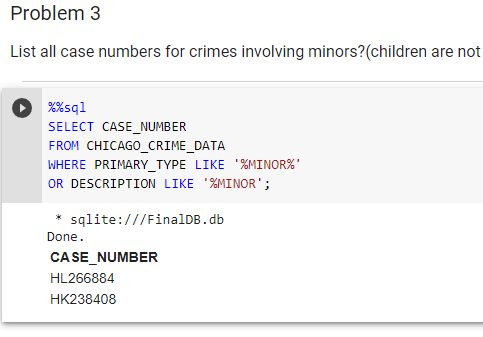 Problem 3
List all case numbers for crimes involving minors?(children are not
%%sql
SELECT CASE_NUMBER
FROM CHICAGO_CRIME_DATA
WHERE PRIMARY_TYPE LIKE '%MINOR%'
OR DESCRIPTION LIKE '%MINOR';
* sqlite:///FinalDB.db
Done.
CASE_NUMBER
HL266884
HK238408